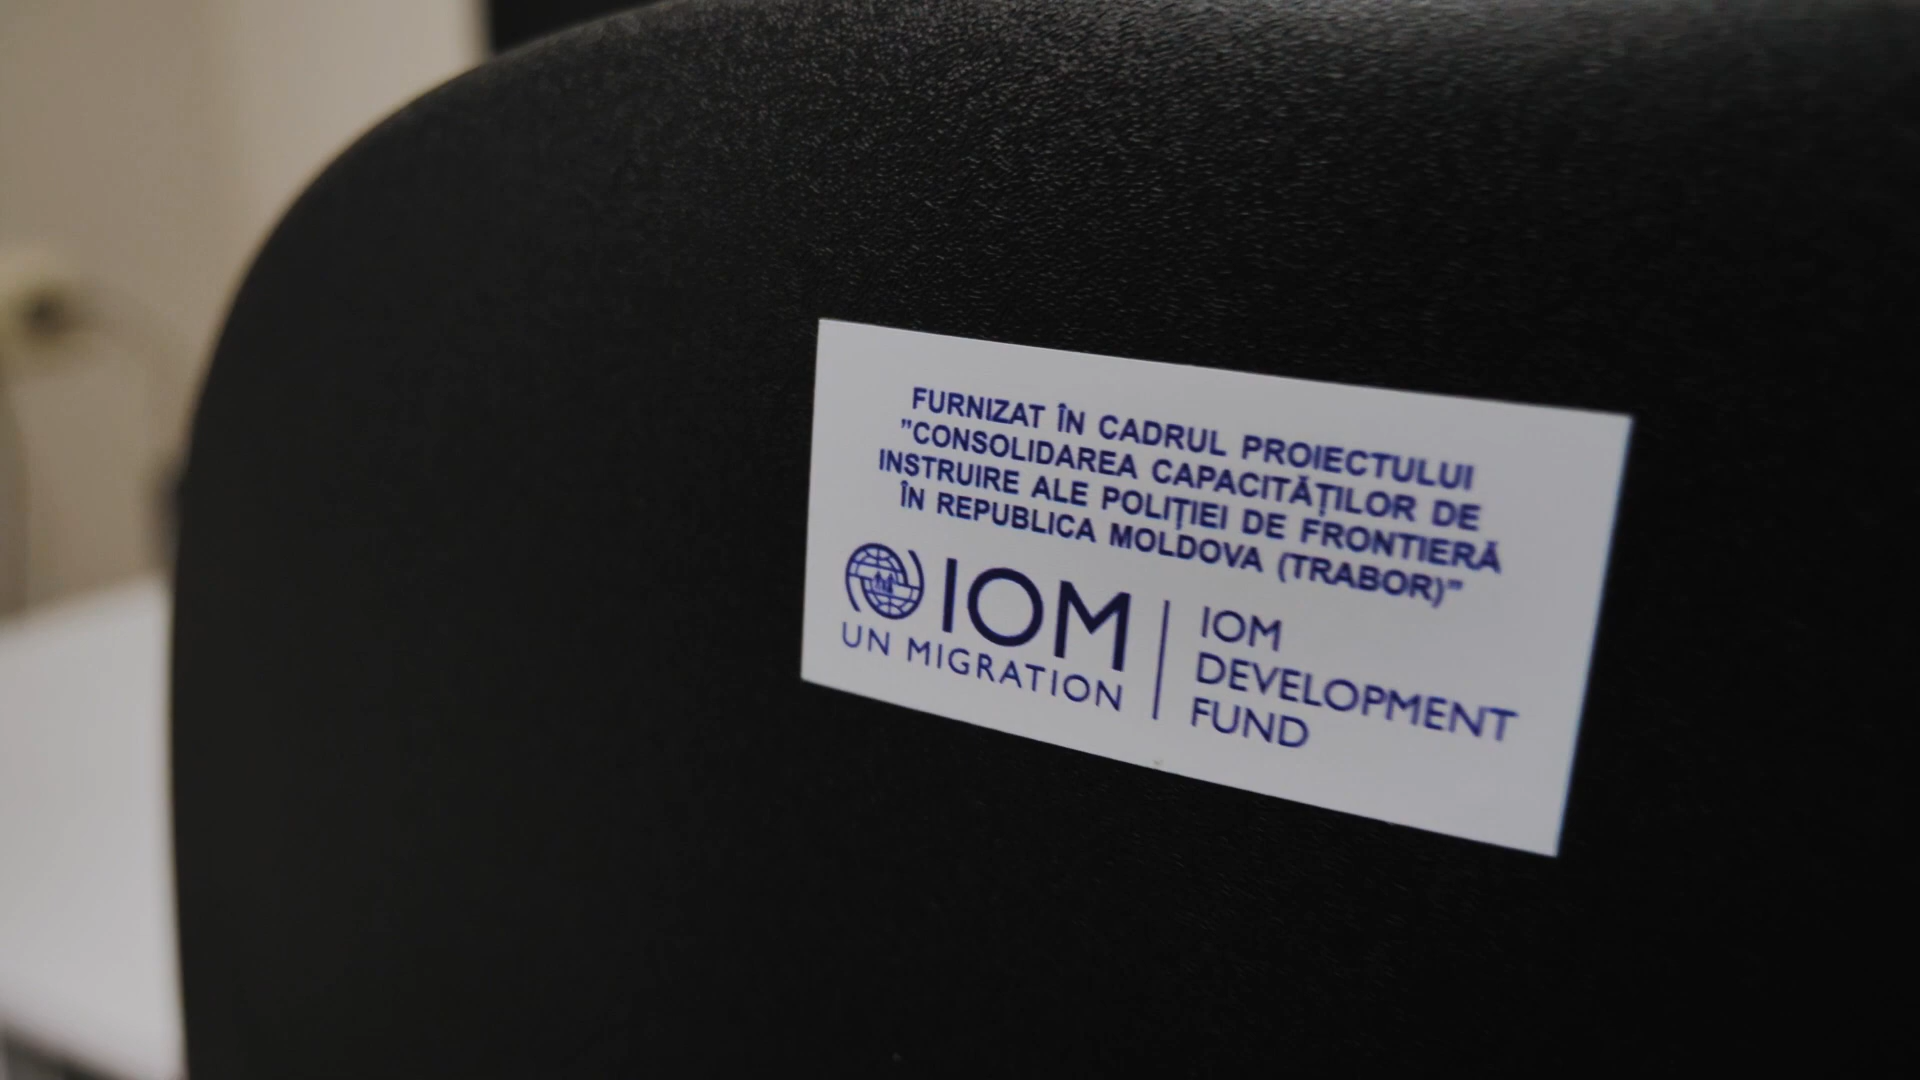 FURNIZAT ÎN CADRUL PROIECTULUI
"CONSOLIDAREA CAPACITĂȚILOR DE
INSTRUIRE ALE POLIȚIEI DE FRONTIERĂ
ÎN REPUBLICA MOLDOVA (TRABOR)"
IOM
UN MIGRATION
IOM
DEVELOPMENT
FUND